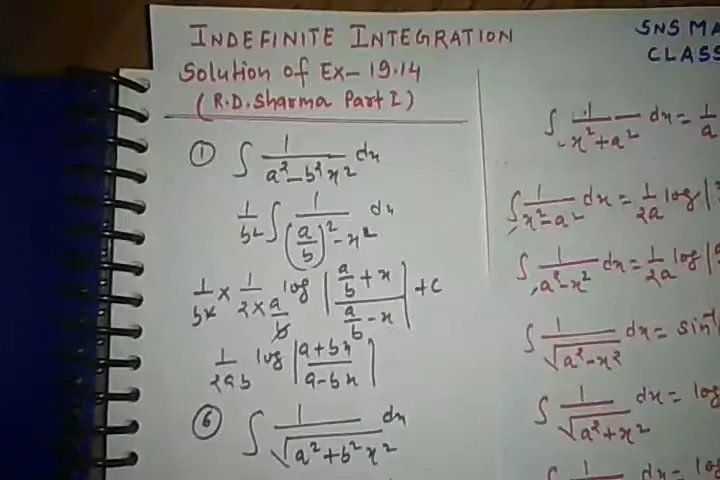 INDEFINITE INTEGRATION
Solution of Ex-19.14
(R.D. Sharma Part I)
① ∫ 1/(a²-b²x²) dx
1/b² ∫ 1/((a/b)²-x²) dx
1/b² × 1/(2×a/b) log |(a/b+x)/(a/b-x)| +c
1/2ab log |(a+bx)/(a-bx)|
⑥ ∫ 1/√(a²+b²x²) dx
SNS MA
CLASS
∫ 1/(x²+a²) dx = 1/a
∫ 1/(x²-a²) dx = 1/2a log |
∫ 1/(a²-x²) dx = 1/2a log |
∫ 1/√(a²-x²) dx = sin⁻¹
∫ 1/√(a²+x²) dx = log
∫ 1 dx = log